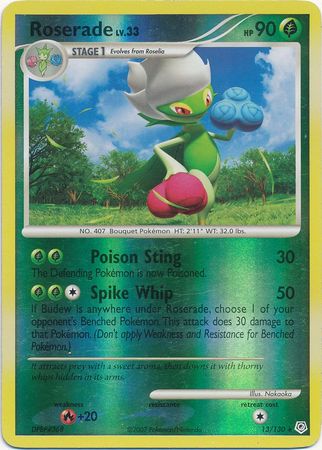 Roserade LV.33 HP 90
STAGE 1 Evolves from Roselia
NO. 407 Bouquet Pokémon HT: 2'11" WT: 32.0 lbs.
Poison Sting 30
The Defending Pokémon is now Poisoned.
Spike Whip 50
If Budew is anywhere under Roserade, choose 1 of your
opponent's Benched Pokémon. This attack does 30 damage to
that Pokémon. (Don't apply Weakness and Resistance for Benched
Pokémon.)
It attracts prey with a sweet aroma, then downs it with thorny
whips hidden in its arms.
Illus. Nakaoka
weakness resistance retreat cost
+20
©2007 Pokémon/Nintendo 13/130 ★